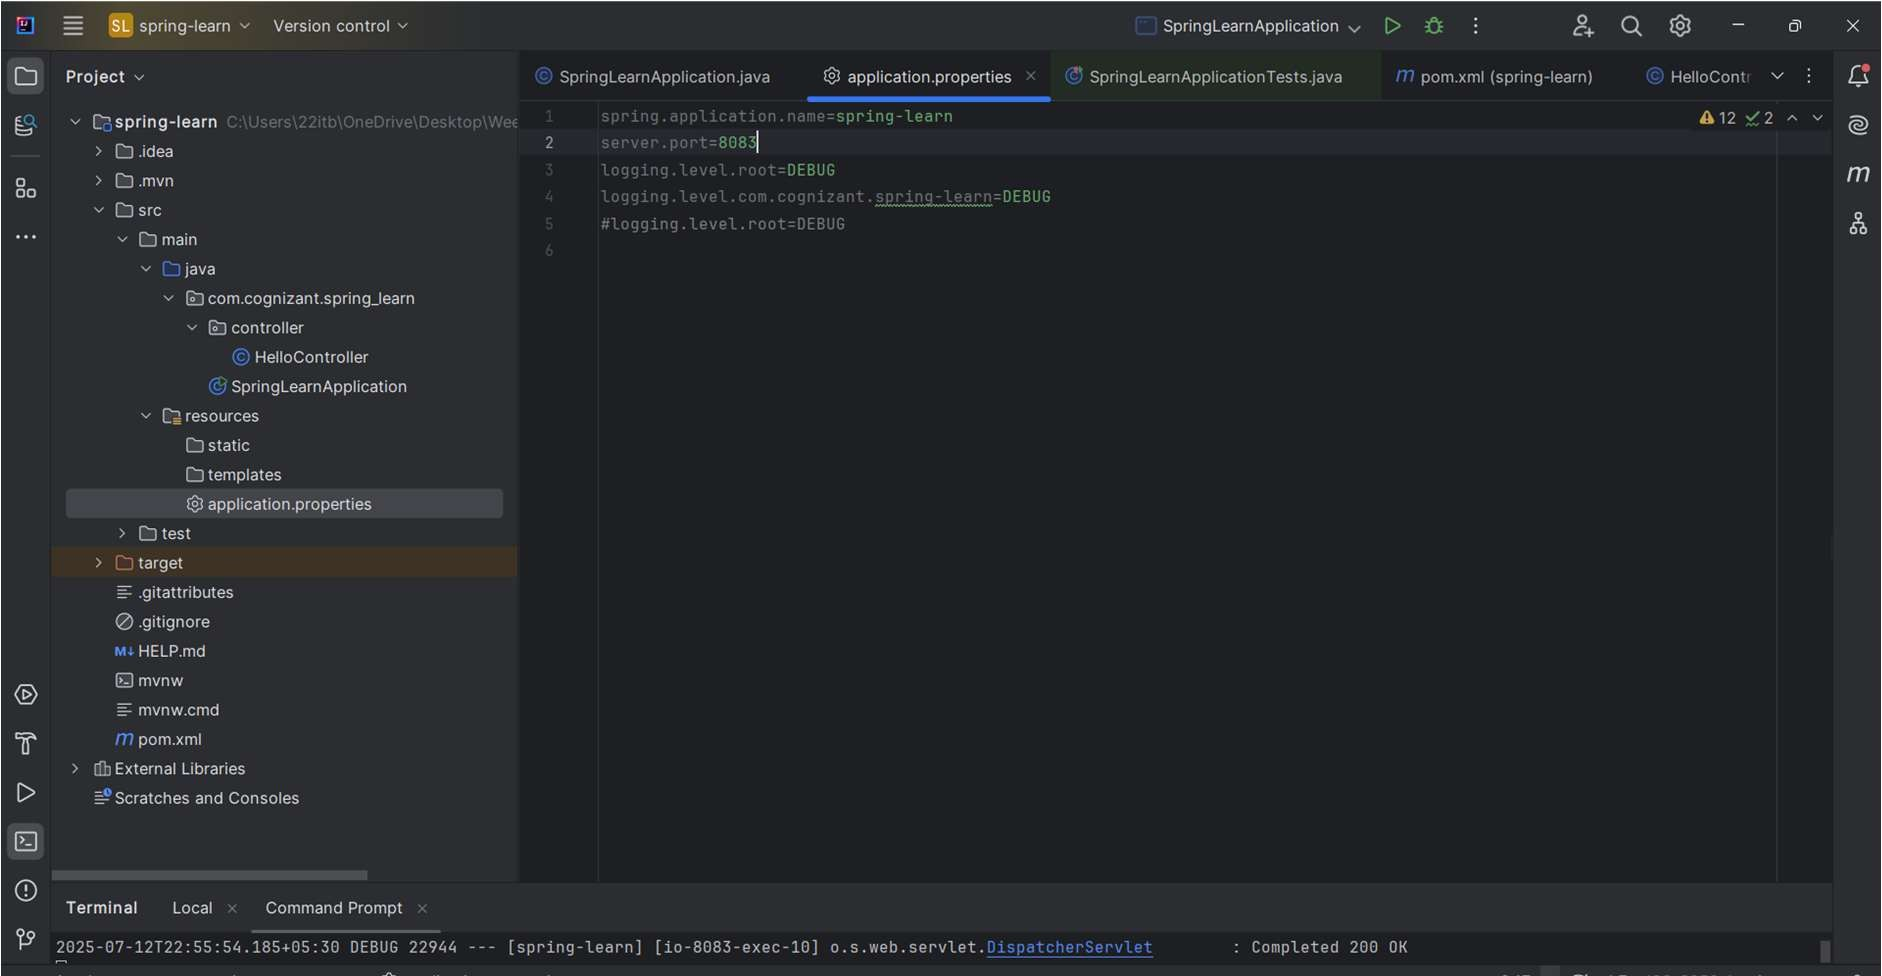 SL spring-learn Version control SpringLearnApplication
Project
SpringLearnApplication.java application.properties SpringLearnApplicationTests.java m pom.xml (spring-learn) HelloContr
spring-learn C:\Users\22itb\OneDrive\Desktop\Wee
.idea
.mvn
src
main
java
com.cognizant.spring_learn
controller
HelloController
SpringLearnApplication
resources
static
templates
application.properties
test
target
.gitattributes
.gitignore
M↓ HELP.md
mvnw
mvnw.cmd
m pom.xml
External Libraries
Scratches and Consoles
1 spring.application.name=spring-learn
2 server.port=8083
3 logging.level.root=DEBUG
4 logging.level.com.cognizant.spring-learn=DEBUG
5 #logging.level.root=DEBUG
6
12 2
m
Terminal Local Command Prompt
2025-07-12T22:55:54.185+05:30 DEBUG 22944 --- [spring-learn] [io-8083-exec-10] o.s.web.servlet.DispatcherServlet : Completed 200 OK